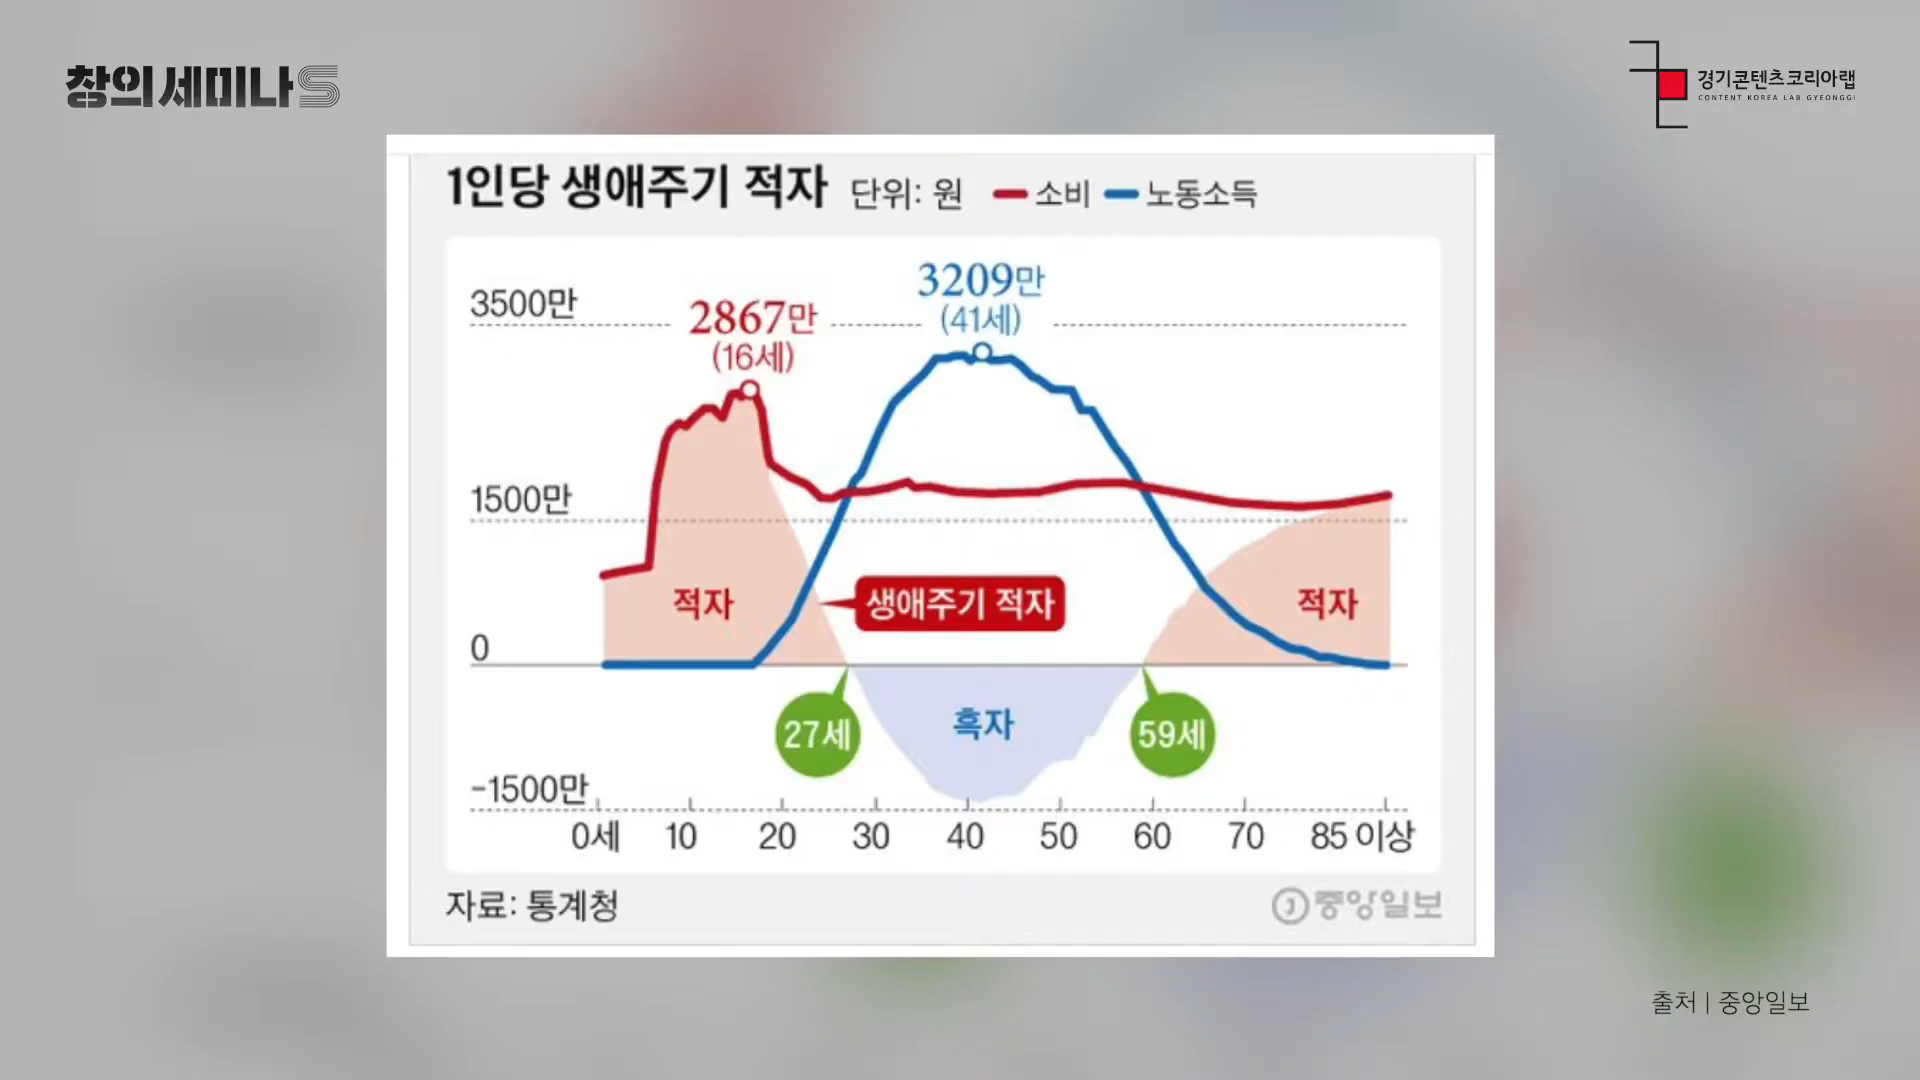 창의세미나S
경기콘텐츠코리아랩
CONTENT KOREA LAB GYEONGGI
1인당 생애주기 적자 단위: 원 소비 노동소득
3500만
2867만
(16세)
3209만
(41세)
1500만
적자
생애주기 적자
적자
0
27세
흑자
59세
-1500만
0세 10 20 30 40 50 60 70 85 이상
자료: 통계청
중앙일보
출처 | 중앙일보